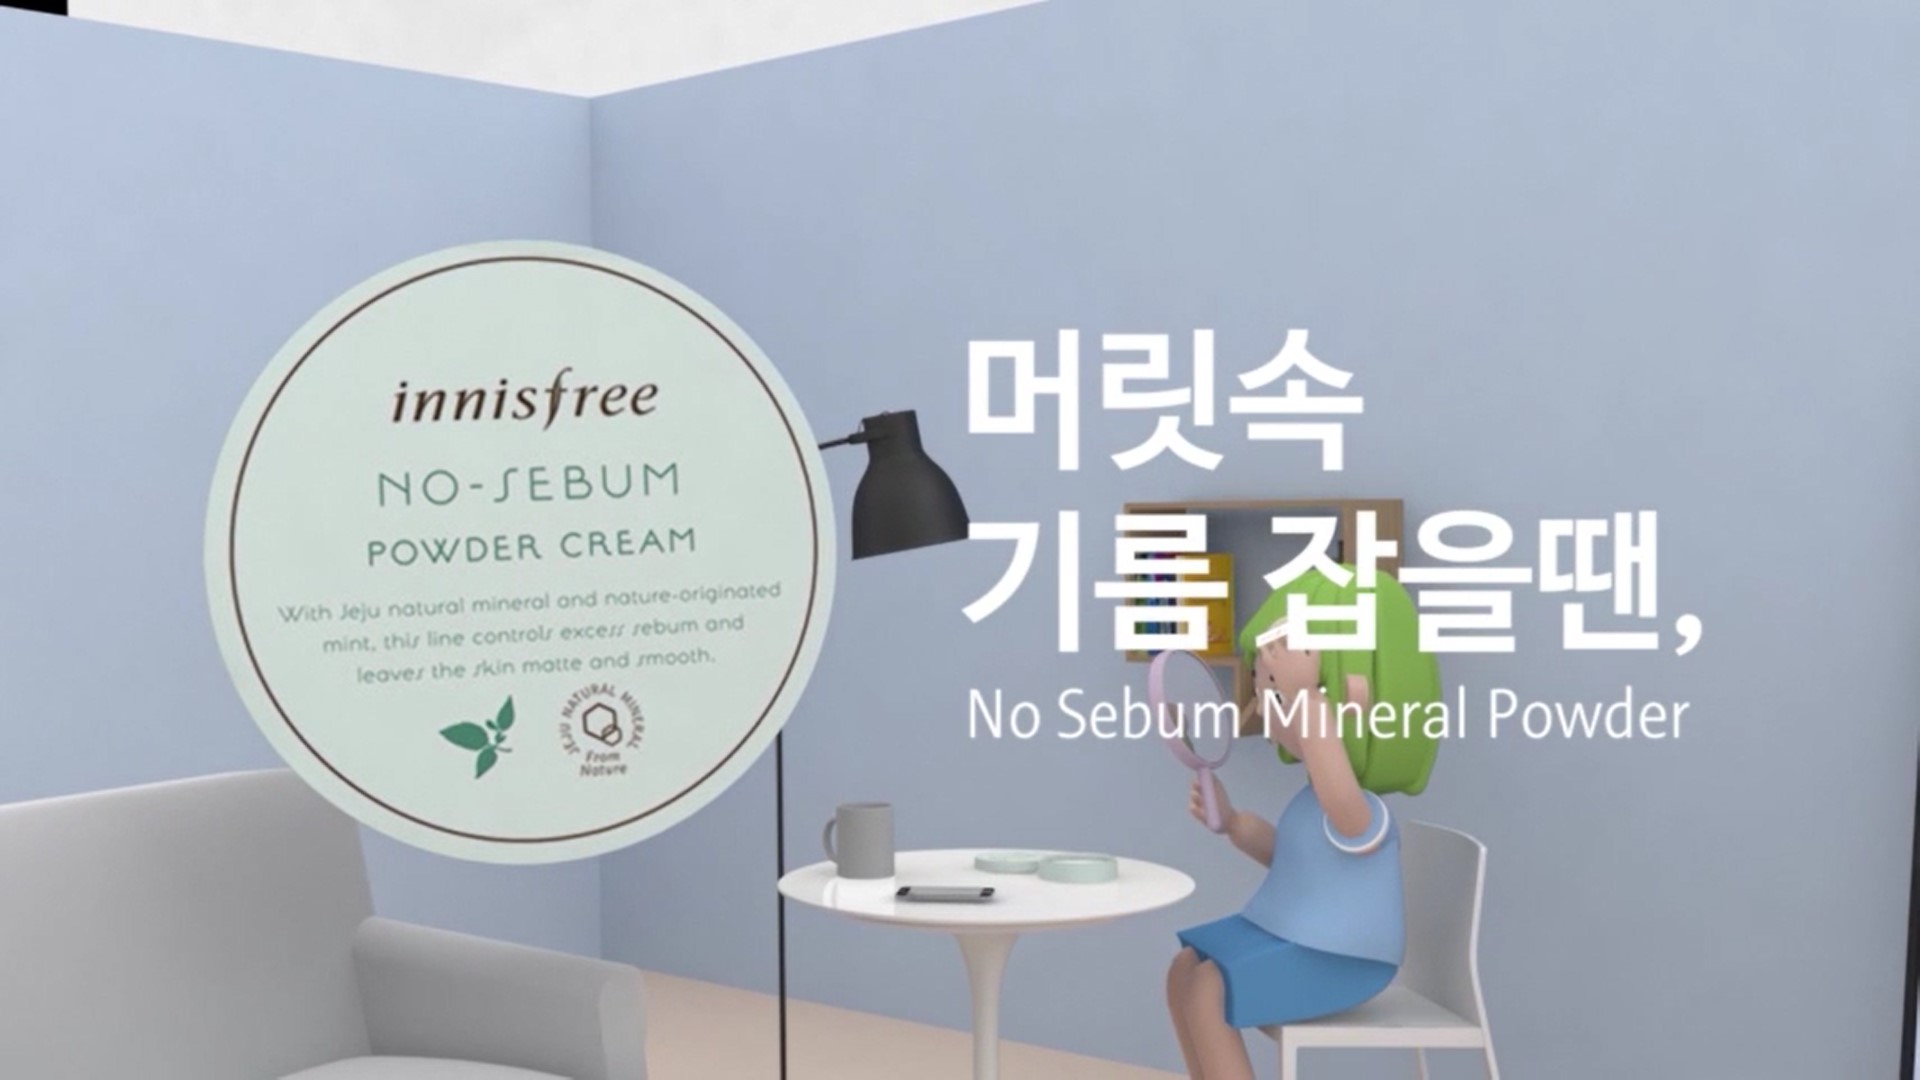 innisfree
NO-SEBUM
POWDER CREAM
With Jeju natural mineral and nature-originated
mint, this line controls excess sebum and
leaves the skin matte and smooth.
JEJU NATURAL MINERAL
From
Nature
머릿속
기름 잡을땐,
No Sebum Mineral Powder